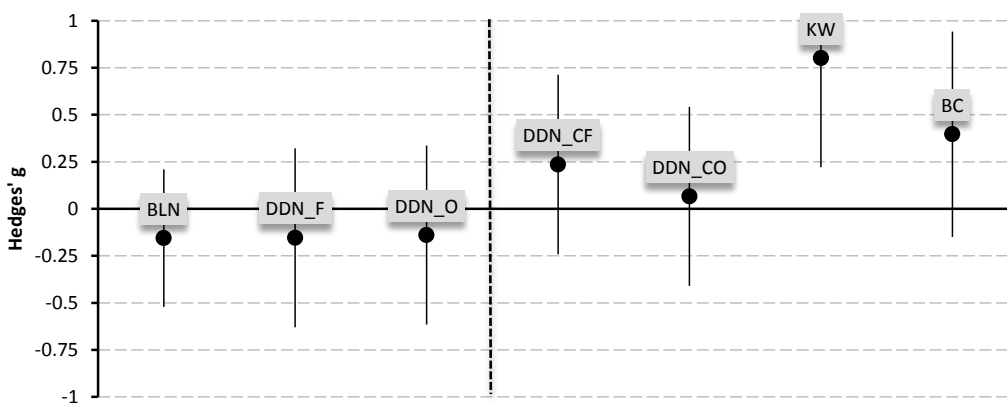 1
0.75
0.5
0.25
0
-0.25
-0.5
-0.75
-1
Hedges' g
BLN
DDN_F
DDN_O
DDN_CF
DDN_CO
KW
BC